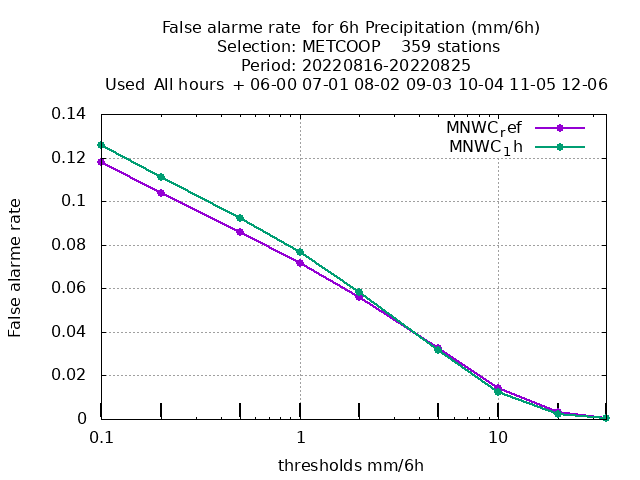 False alarme rate  for 6h Precipitation (mm/6h)
Selection: METCOOP    359 stations
Period: 20220816-20220825
Used  All hours  + 06-00 07-01 08-02 09-03 10-04 11-05 12-06
MNWCref
MNWC1h
0.14
0.12
0.1
0.08
0.06
0.04
0.02
0
False alarme rate
0.1 1 10
thresholds mm/6h